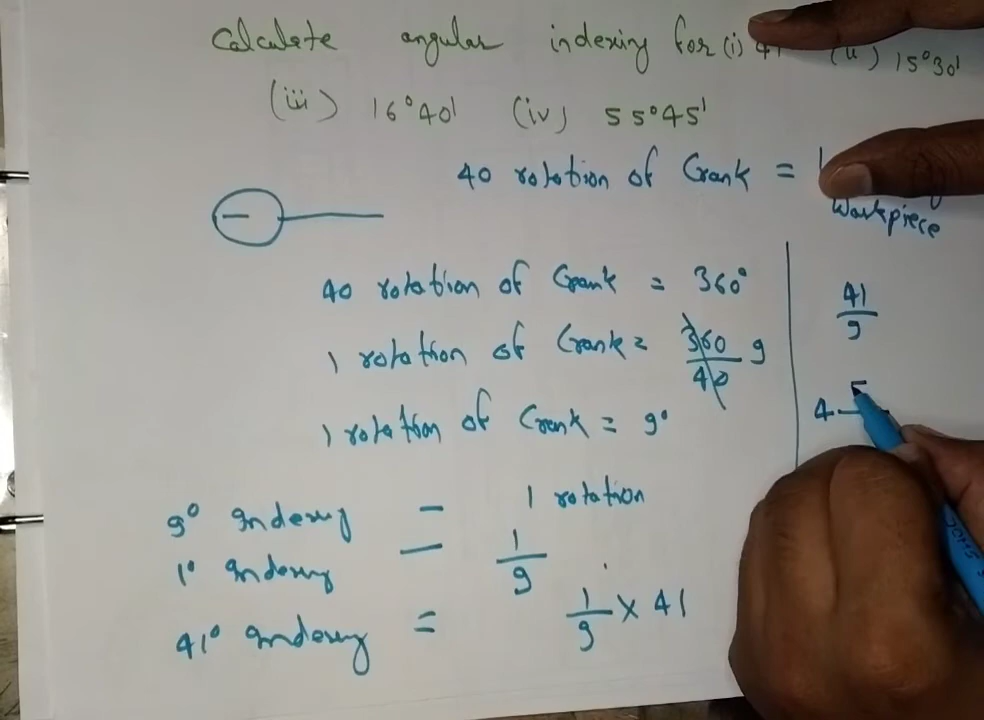 Calculate angular indexing for (i) 41 (ii) 15°30'
(iii) 16°40' (iv) 55°45'
40 rotation of Crank =
Workpiece
40 rotation of Crank = 360°
1 rotation of Crank = 360/40 9
1 rotation of Crank = 9°
9° Indexing = 1 rotation
1° Indexing = 1/9
41° Indexing = 1/9 × 41
41/9
4 5